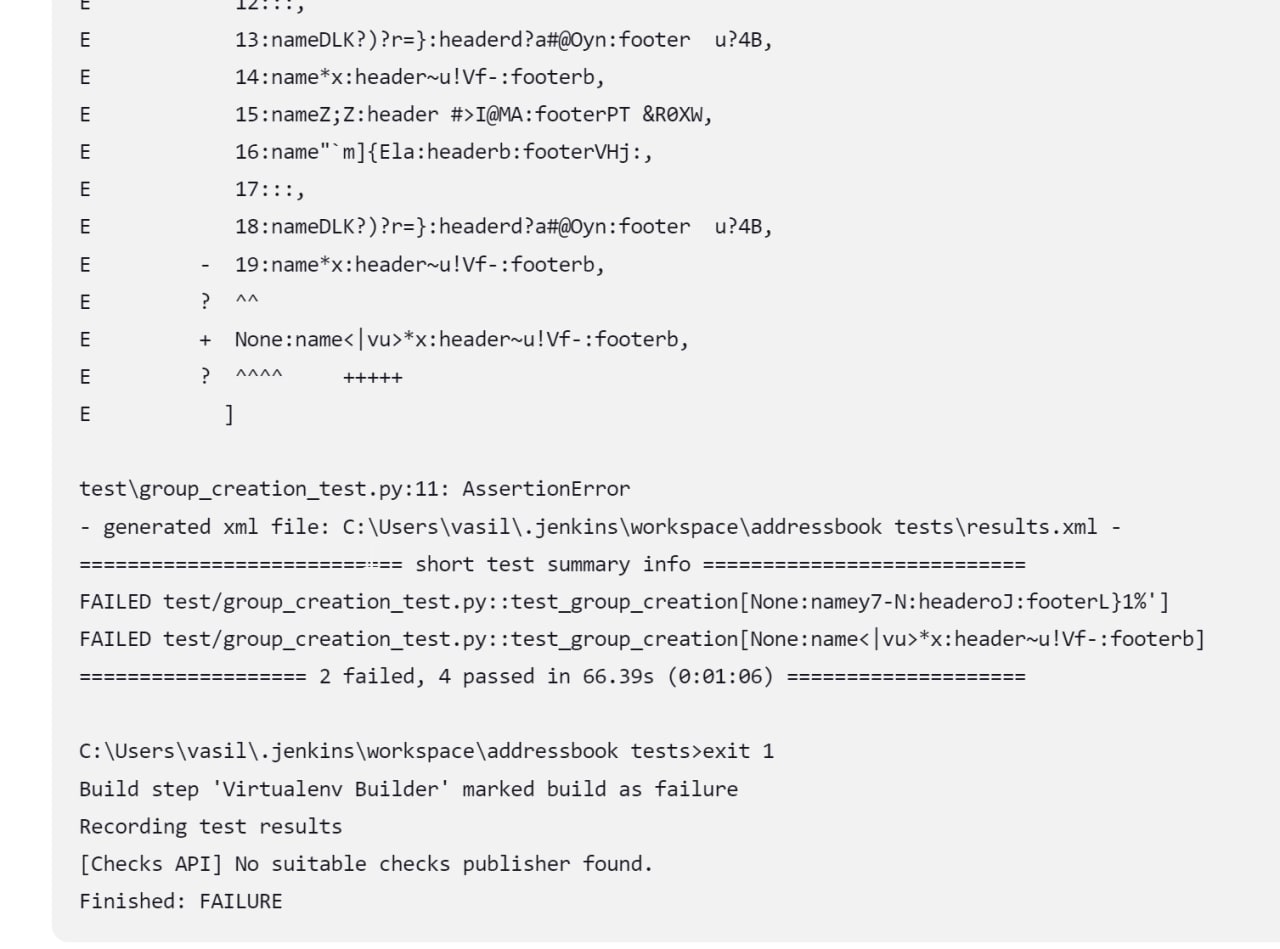 E            12:::,
E            13:nameDLK?)?r=}:headerd?a#@Oyn:footer  u?4B,
E            14:name*x:header~u!Vf-:footerb,
E            15:nameZ;Z:header #>I@MA:footerPT &R0XW,
E            16:name"`m]{Ela:headerb:footerVHj:,
E            17:::,
E            18:nameDLK?)?r=}:headerd?a#@Oyn:footer  u?4B,
E         -  19:name*x:header~u!Vf-:footerb,
E         ?  ^^
E         +  None:name<|vu>*x:header~u!Vf-:footerb,
E         ?  ^^^^     +++++
E           ]
test\group_creation_test.py:11: AssertionError
- generated xml file: C:\Users\vasil\.jenkins\workspace\addressbook tests\results.xml -
=========================== short test summary info ===========================
FAILED test/group_creation_test.py::test_group_creation[None:namey7-N:headeroJ:footerL}1%']
FAILED test/group_creation_test.py::test_group_creation[None:name<|vu>*x:header~u!Vf-:footerb]
=================== 2 failed, 4 passed in 66.39s (0:01:06) ====================
C:\Users\vasil\.jenkins\workspace\addressbook tests>exit 1
Build step 'Virtualenv Builder' marked build as failure
Recording test results
[Checks API] No suitable checks publisher found.
Finished: FAILURE